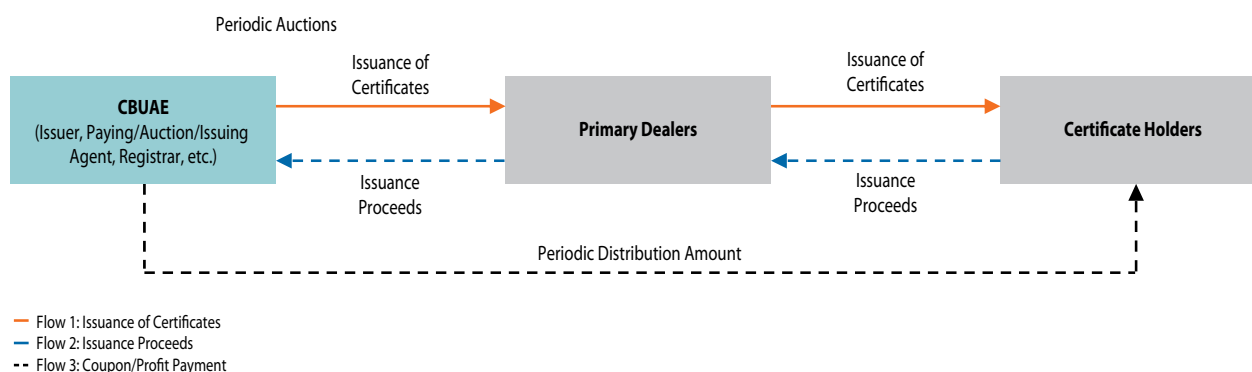 Periodic Auctions
Issuance of
Certificates
Issuance of
Certificates
CBUAE
(Issuer, Paying/Auction/Issuing
Agent, Registrar, etc.)
Primary Dealers
Certificate Holders
Issuance
Proceeds
Issuance
Proceeds
Periodic Distribution Amount
Flow 1: Issuance of Certificates
Flow 2: Issuance Proceeds
Flow 3: Coupon/Profit Payment